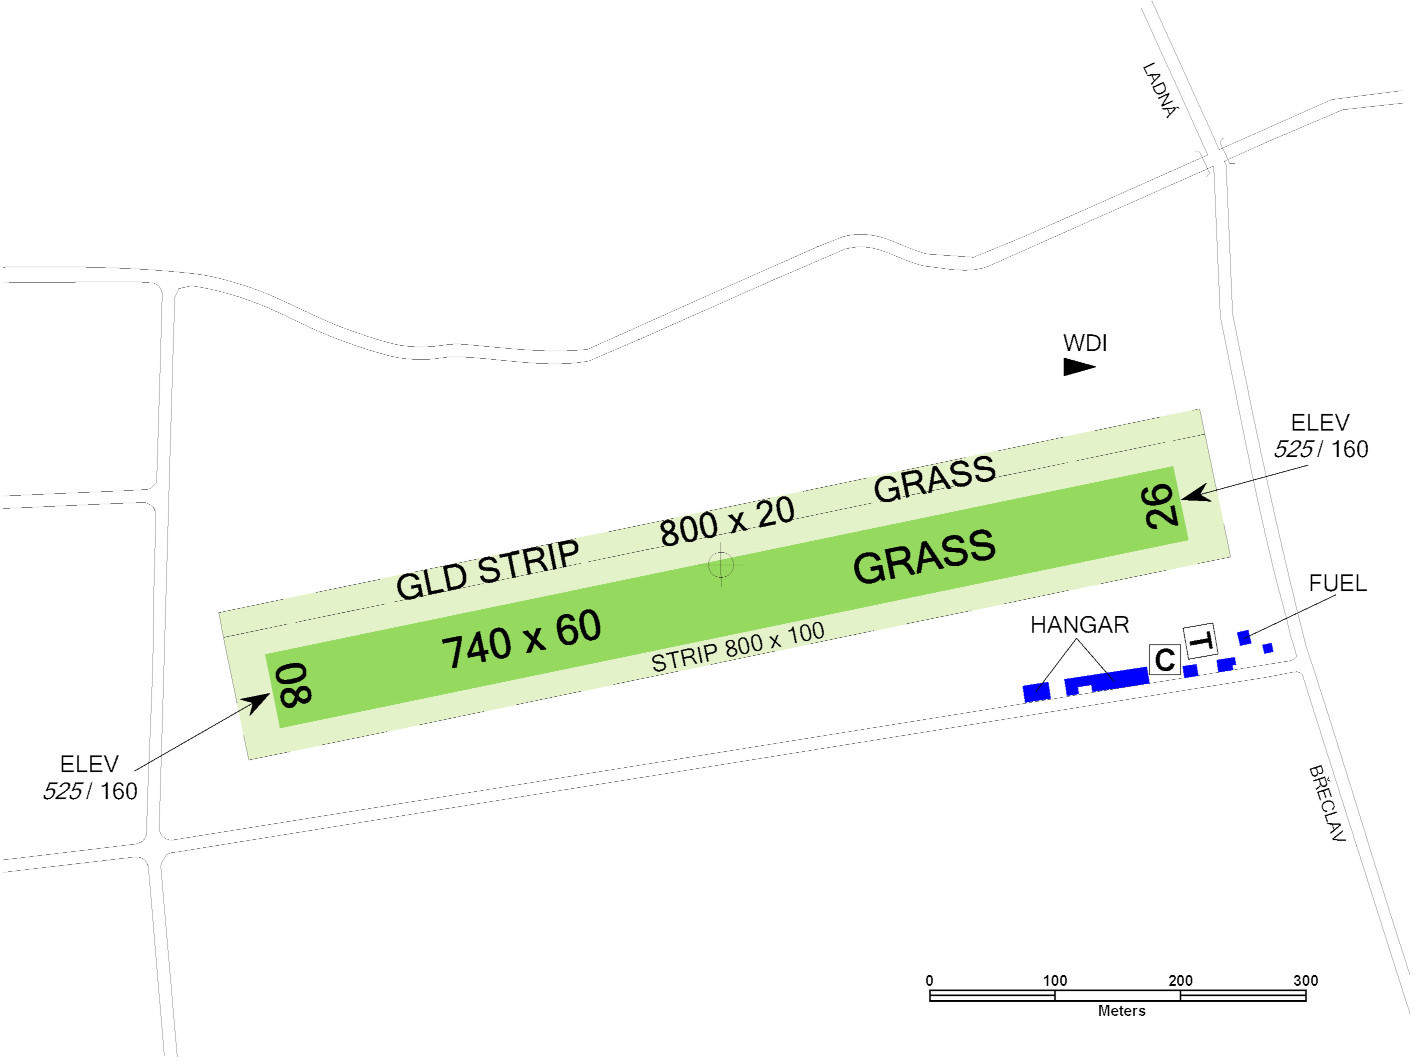 LADNÁ
WDI
ELEV
525 / 160
GRASS
800 x 20
GLD STRIP
26
GRASS
740 x 60
STRIP 800 x 100
08
ELEV
525 / 160
FUEL
HANGAR
T
C
BŘECLAV
0 100 200 300
Meters